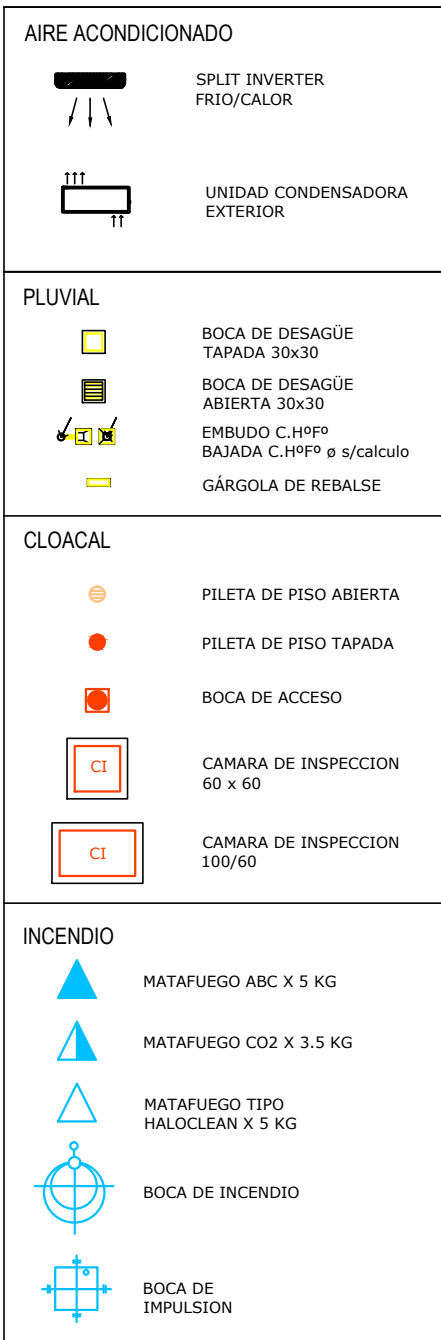 AIRE ACONDICIONADO
SPLIT INVERTER
FRIO/CALOR
UNIDAD CONDENSADORA
EXTERIOR
PLUVIAL
BOCA DE DESAGÜE
TAPADA 30x30
BOCA DE DESAGÜE
ABIERTA 30x30
EMBUDO C.HºFº
BAJADA C.HºFº ø s/calculo
GÁRGOLA DE REBALSE
CLOACAL
PILETA DE PISO ABIERTA
PILETA DE PISO TAPADA
BOCA DE ACCESO
CI
CAMARA DE INSPECCION
60 x 60
CI
CAMARA DE INSPECCION
100/60
INCENDIO
MATAFUEGO ABC X 5 KG
MATAFUEGO CO2 X 3.5 KG
MATAFUEGO TIPO
HALOCLEAN X 5 KG
BOCA DE INCENDIO
BOCA DE
IMPULSION